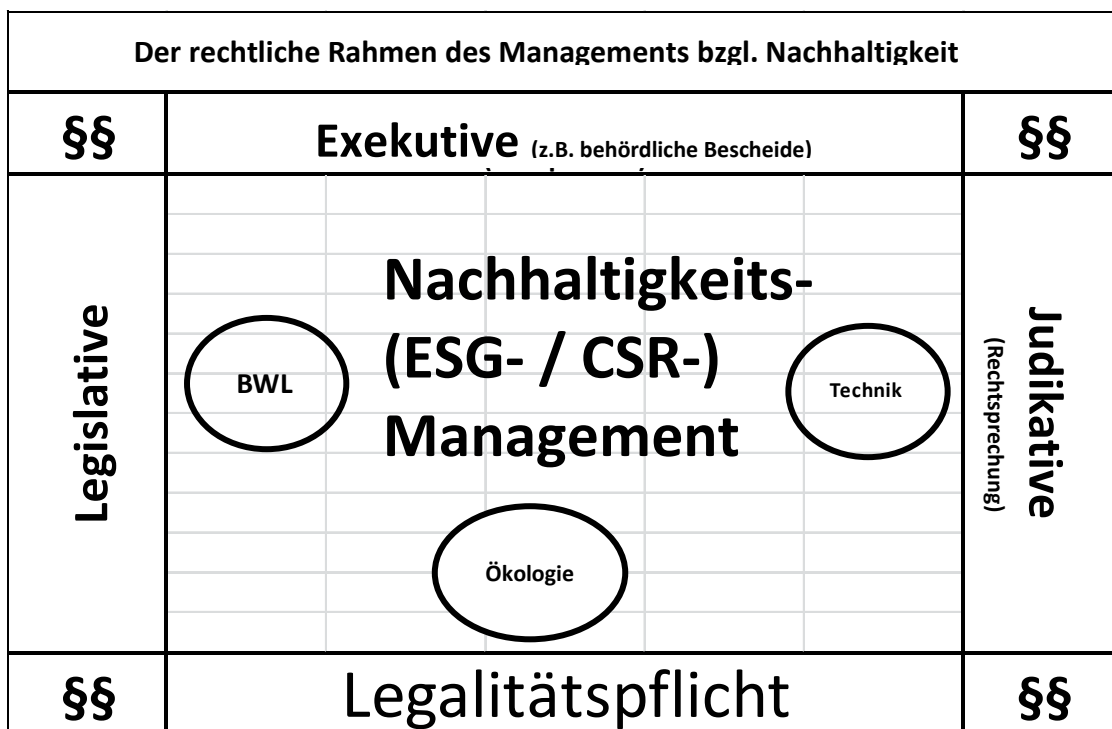 Der rechtliche Rahmen des Managements bzgl. Nachhaltigkeit
§§
Exekutive (z.B. behördliche Bescheide)
§§
Legislative
Nachhaltigkeits-
(ESG- / CSR-)
Management
BWL
Technik
Ökologie
Judikative
(Rechtsprechung)
§§
Legalitätspflicht
§§